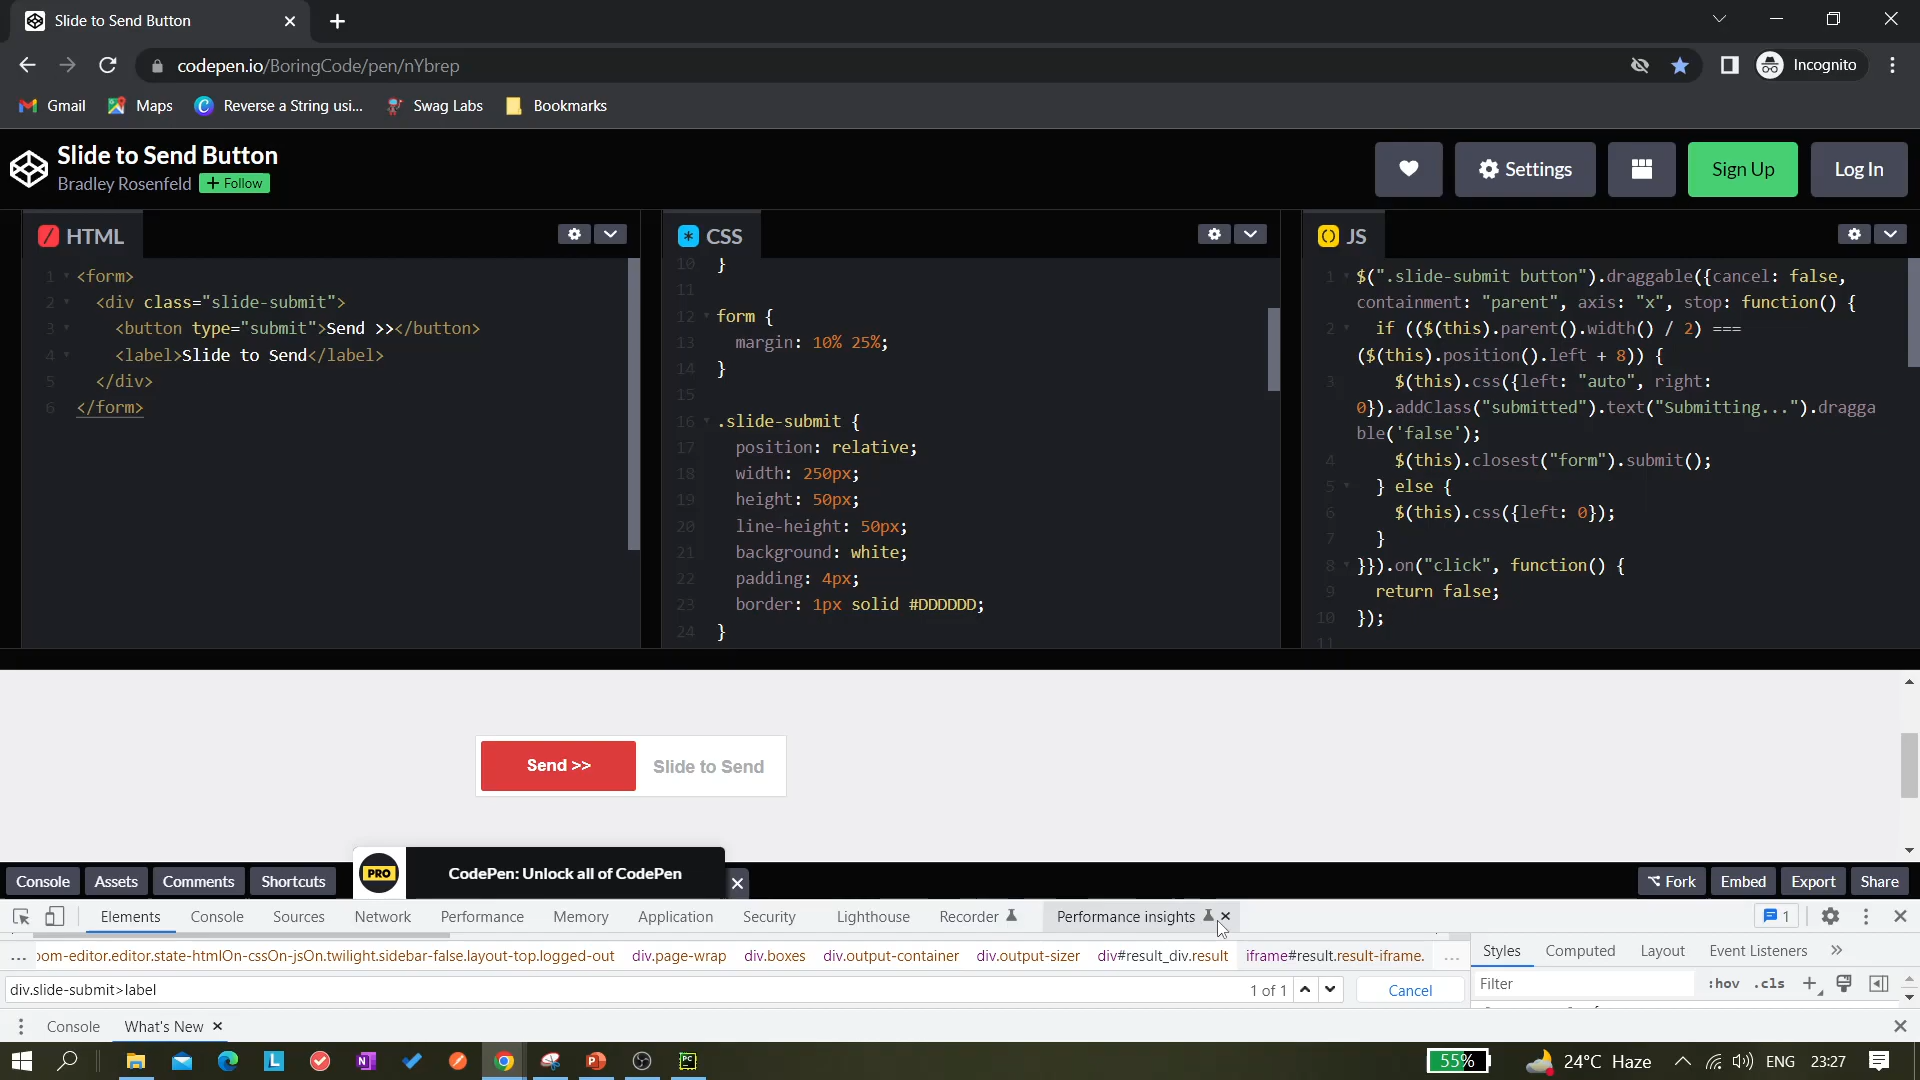 Slide to Send Button
codepen.io/BoringCode/pen/nYbrep
Incognito
Gmail
Maps
Reverse a String usi...
Swag Labs
Bookmarks
Slide to Send Button
Bradley Rosenfeld
+ Follow
Settings
Sign Up
Log In
HTML
1 <form>
2 <div class="slide-submit">
3 <button type="submit">Send >></button>
4 <label>Slide to Send</label>
5 </div>
6 </form>
CSS
10 }
11
12 form {
13 margin: 10% 25%;
14 }
15
16 .slide-submit {
17 position: relative;
18 width: 250px;
19 height: 50px;
20 line-height: 50px;
21 background: white;
22 padding: 4px;
23 border: 1px solid #DDDDDD;
24 }
JS
1 $(".slide-submit button").draggable({cancel: false,
containment: "parent", axis: "x", stop: function() {
2 if (($(this).parent().width() / 2) ===
($(this).position().left + 8)) {
3 $(this).css({left: "auto", right:
0}).addClass("submitted").text("Submitting...").dragga
ble('false');
4 $(this).closest("form").submit();
5 } else {
6 $(this).css({left: 0});
7 }
8 }}).on("click", function() {
9 return false;
10 });
11
Send >>
Slide to Send
Console
Assets
Comments
Shortcuts
PRO
CodePen: Unlock all of CodePen
Fork
Embed
Export
Share
Elements
Console
Sources
Network
Performance
Memory
Application
Security
Lighthouse
Recorder
Performance insights
1
... oom-editor.editor.state-htmlOn-cssOn-jsOn.twilight.sidebar-false.layout-top.logged-out
div.page-wrap
div.boxes
div.output-container
div.output-sizer
div#result_div.result
iframe#result.result-iframe.
...
Styles
Computed
Layout
Event Listeners
div.slide-submit>label
1 of 1
Cancel
Filter
:hov
.cls
Console
What's New
55%
24°C Haze
ENG
23:27